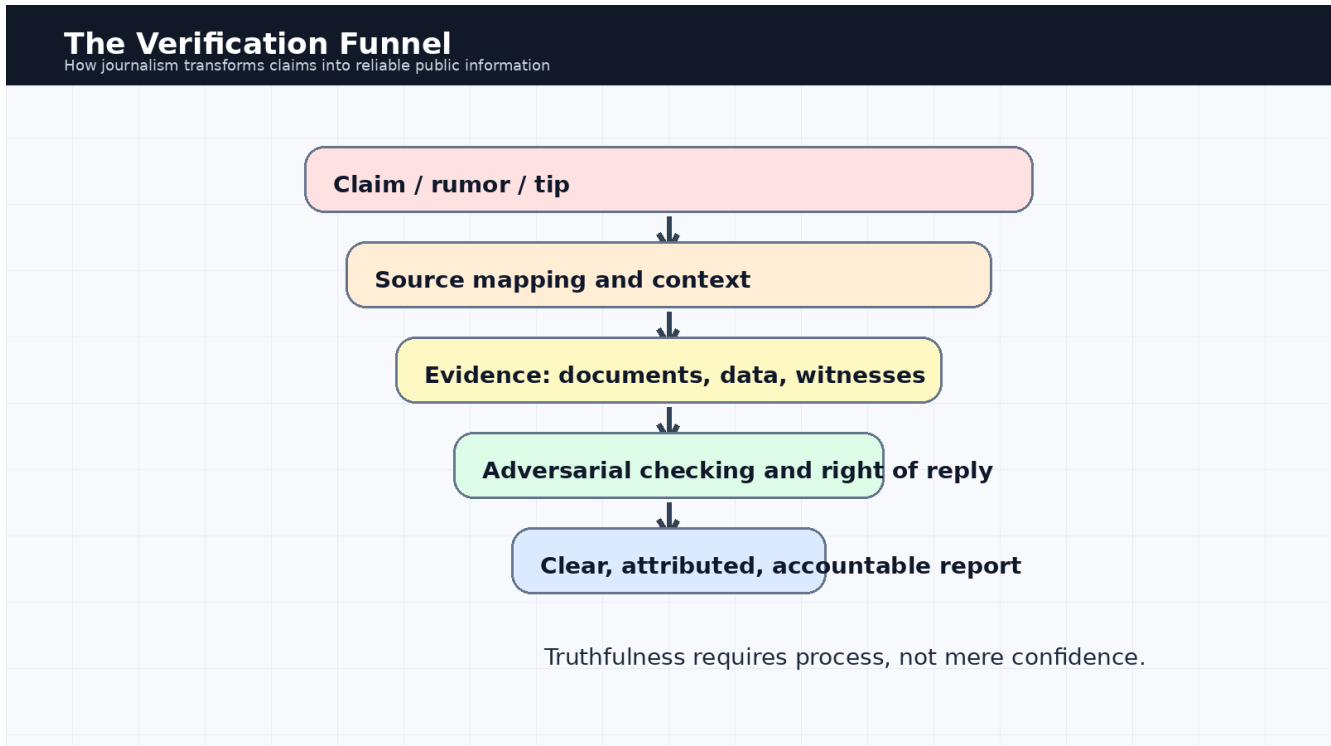 The Verification Funnel
How journalism transforms claims into reliable public information
Claim / rumor / tip
Source mapping and context
Evidence: documents, data, witnesses
Adversarial checking and right of reply
Clear, attributed, accountable report
Truthfulness requires process, not mere confidence.